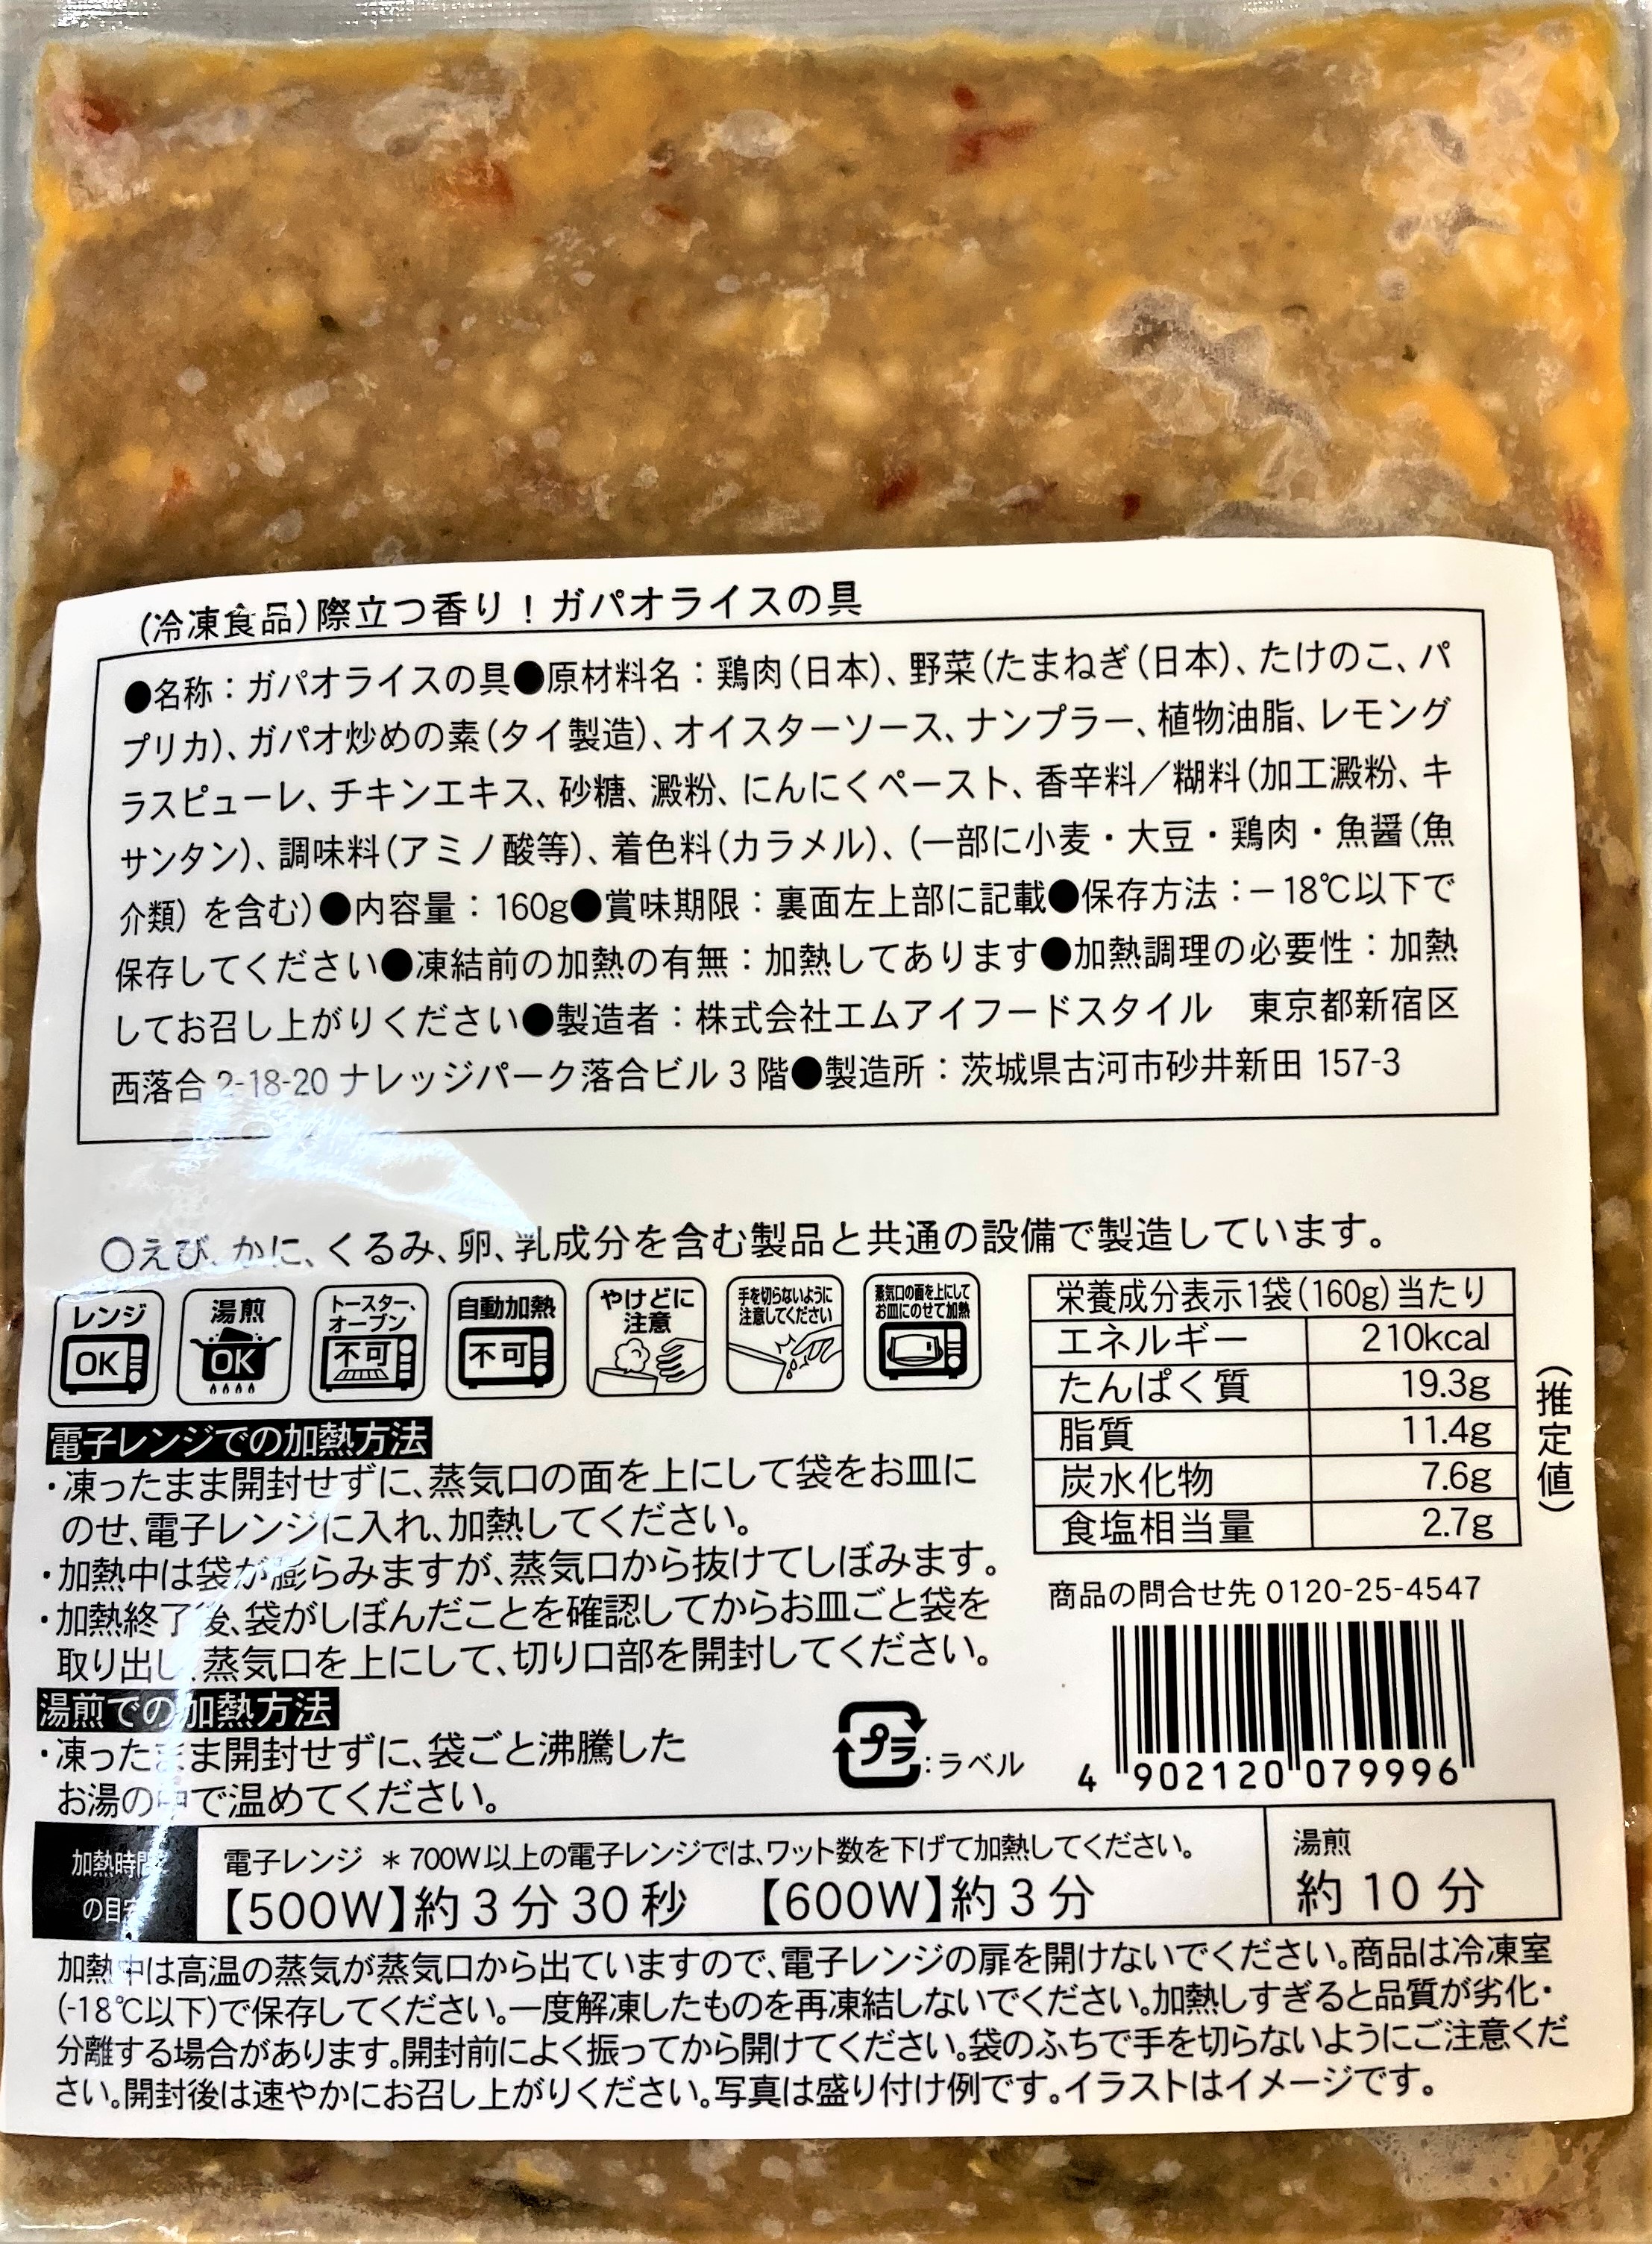 (冷凍食品)際立つ香り！ガパオライスの具
●名称：ガパオライスの具●原材料名：鶏肉(日本)、野菜(たまねぎ(日本)、たけのこ、パ
プリカ)、ガパオ炒めの素(タイ製造)、オイスターソース、ナンプラー、植物油脂、レモング
ラスピューレ、チキンエキス、砂糖、澱粉、にんにくペースト、香辛料／糊料(加工澱粉、キ
サンタン)、調味料(アミノ酸等)、着色料(カラメル)、(一部に小麦・大豆・鶏肉・魚醤(魚
介類)を含む)●内容量：160g●賞味期限：裏面左上部に記載●保存方法：－18℃以下で
保存してください●凍結前の加熱の有無：加熱してあります●加熱調理の必要性：加熱
してお召し上がりください●製造者：株式会社エムアイフードスタイル　東京都新宿区
西落合 2-18-20 ナレッジパーク落合ビル 3 階●製造所：茨城県古河市砂井新田 157-3
〇えび、かに、くるみ、卵、乳成分を含む製品と共通の設備で製造しています。
レンジ
OK
湯煎
OK
トースター、
オーブン
不可
自動加熱
不可
やけどに
注意
手を切らないように
注意してください
蒸気口の面を上にして
お皿にのせて加熱
電子レンジでの加熱方法
・凍ったまま開封せずに、蒸気口の面を上にして袋をお皿に
のせ、電子レンジに入れ、加熱してください。
・加熱中は袋が膨らみますが、蒸気口から抜けてしぼみます。
・加熱終了後、袋がしぼんだことを確認してからお皿ごと袋を
取り出し、蒸気口を上にして、切り口部を開封してください。
湯煎での加熱方法
・凍ったまま開封せずに、袋ごと沸騰した
お湯の中で温めてください。
栄養成分表示1袋(160g)当たり
エネルギー 210kcal
たんぱく質 19.3g
脂質 11.4g
炭水化物 7.6g
食塩相当量 2.7g
(推定値)
商品の問合せ先 0120-25-4547
プラ：ラベル
4 902120 079996
加熱時間
の目安
電子レンジ ＊700W以上の電子レンジでは、ワット数を下げて加熱してください。
【500W】約 3 分 30 秒 【600W】約 3 分
湯煎
約 10 分
加熱中は高温の蒸気が蒸気口から出ていますので、電子レンジの扉を開けないでください。商品は冷凍室
(-18℃以下)で保存してください。一度解凍したものを再凍結しないでください。加熱しすぎると品質が劣化・
分離する場合があります。開封前によく振ってから開けてください。袋のふちで手を切らないようにご注意くだ
さい。開封後は速やかにお召し上がりください。写真は盛り付け例です。イラストはイメージです。